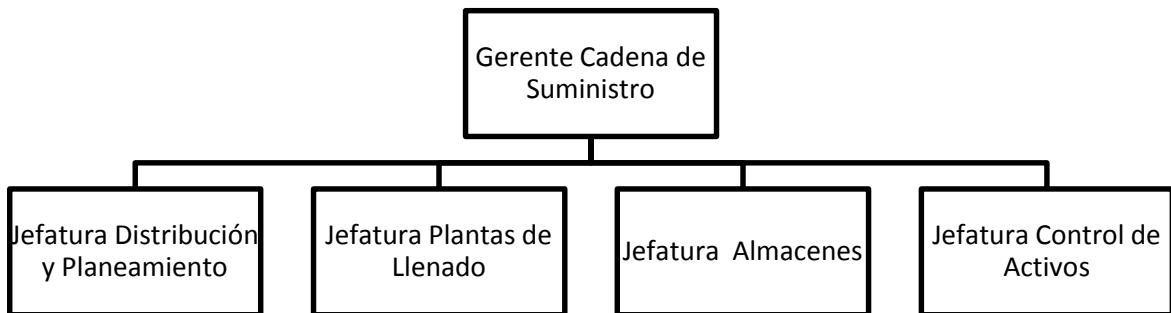 Gerente Cadena de
Suministro
Jefatura Distribución
y Planeamiento
Jefatura Plantas de
Llenado
Jefatura  Almacenes
Jefatura Control de
Activos